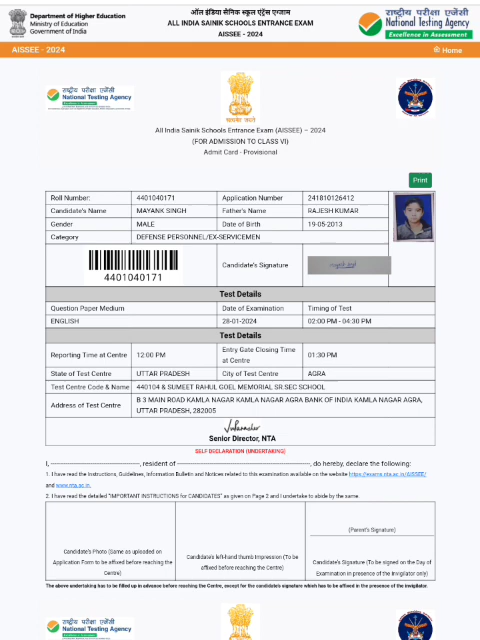 Department of Higher Education
Ministry of Education
Government of India
ऑल इंडिया सैनिक स्कूल एंट्रेंस एग्जाम
ALL INDIA SAINIK SCHOOLS ENTRANCE EXAM
AISSEE - 2024
राष्ट्रीय परीक्षा एजेंसी
National Testing Agency
Excellence in Assessment
AISSEE - 2024
Home
राष्ट्रीय परीक्षा एजेंसी
National Testing Agency
Excellence in Assessment
सत्यमेव जयते
All India Sainik Schools Entrance Exam (AISSEE) – 2024
(FOR ADMISSION TO CLASS VI)
Admit Card - Provisional
Print
Roll Number: 4401040171 Application Number 241810126412
Candidate's Name MAYANK SINGH Father's Name RAJESH KUMAR
Gender MALE Date of Birth 19-05-2013
Category DEFENSE PERSONNEL/EX-SERVICEMEN
4401040171
Candidate's Signature
Test Details
Question Paper Medium Date of Examination Timing of Test
ENGLISH 28-01-2024 02:00 PM - 04:30 PM
Test Details
Reporting Time at Centre 12:00 PM Entry Gate Closing Time at Centre 01:30 PM
State of Test Centre UTTAR PRADESH City of Test Centre AGRA
Test Centre Code & Name 440104 & SUMEET RAHUL GOEL MEMORIAL SR.SEC SCHOOL
Address of Test Centre B 3 MAIN ROAD KAMLA NAGAR KAMLA NAGAR AGRA BANK OF INDIA KAMLA NAGAR AGRA,
UTTAR PRADESH, 282005
Senior Director, NTA
SELF DECLARATION (UNDERTAKING)
I, ----------------------------------, resident of --------------------------------------------------, do hereby, declare the following:
1. I have read the Instructions, Guidelines, Information Bulletin and Notices related to this examination available on the website https://exams.nta.ac.in/AISSEE/
and www.nta.ac.in.
2. I have read the detailed "IMPORTANT INSTRUCTIONS for CANDIDATES" as given on Page 2 and I undertake to abide by the same.
(Parent's Signature)
Candidate's Photo (Same as uploaded on
Application Form to be affixed before reaching the
Centre)
Candidate's left-hand thumb Impression (To be
affixed before reaching the Centre)
Candidate's Signature (To be signed on the Day of
Examination in presence of the Invigilator only)
The above undertaking has to be filled up in advance before reaching the Centre, except for the candidate's signature which has to be affixed in the presence of the Invigilator.
राष्ट्रीय परीक्षा एजेंसी
National Testing Agency